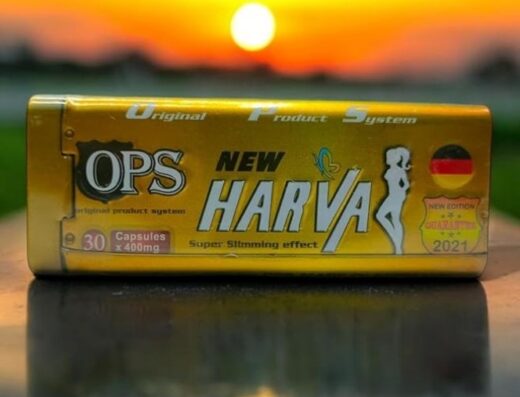 Original Product System
OPS
original product system
NEW
HARVA
Super Slimming effect
30 Capsules
x 400mg
NEW EDITION
GUARANTEE
2021